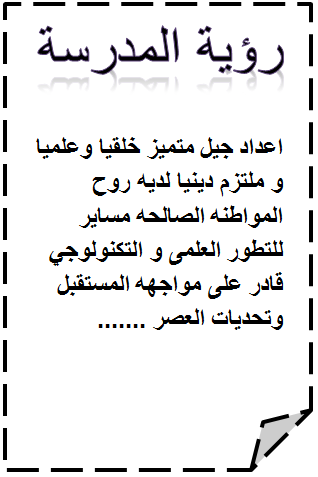 رؤية المدرسة
اعداد جيل متميز خلقيا وعلميا
و ملتزم دينيا لديه روح
المواطنه الصالحه مساير
للتطور العلمى و التكنولوجي
قادر على مواجهه المستقبل
وتحديات العصر .......